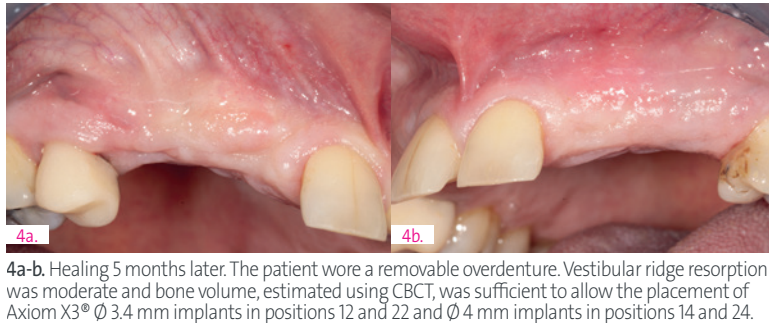 4a.
4b.
4a-b. Healing 5 months later. The patient wore a removable overdenture. Vestibular ridge resorption
was moderate and bone volume, estimated using CBCT, was sufficient to allow the placement of
Axiom X3® Ø 3.4 mm implants in positions 12 and 22 and Ø 4 mm implants in positions 14 and 24.